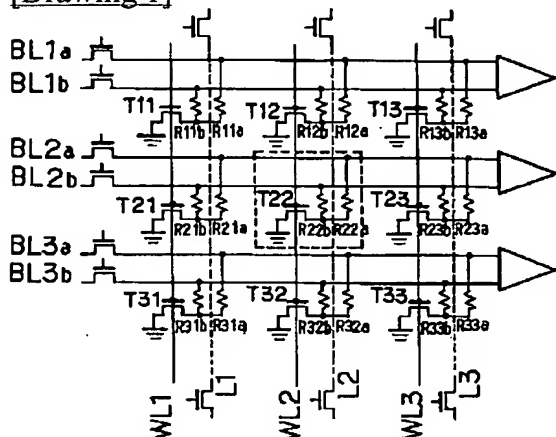 [Drawing 1]
BL1a
BL1b
T11 T12 T13
R11b R11a R12b R12a R13b R13a
BL2a
BL2b
T21 T22 T23
R21b R21a R22b R22a R23b R23a
BL3a
BL3b
T31 T32 T33
R31b R31a R32b R32a R33b R33a
WL1 L1 WL2 L2 WL3 L3